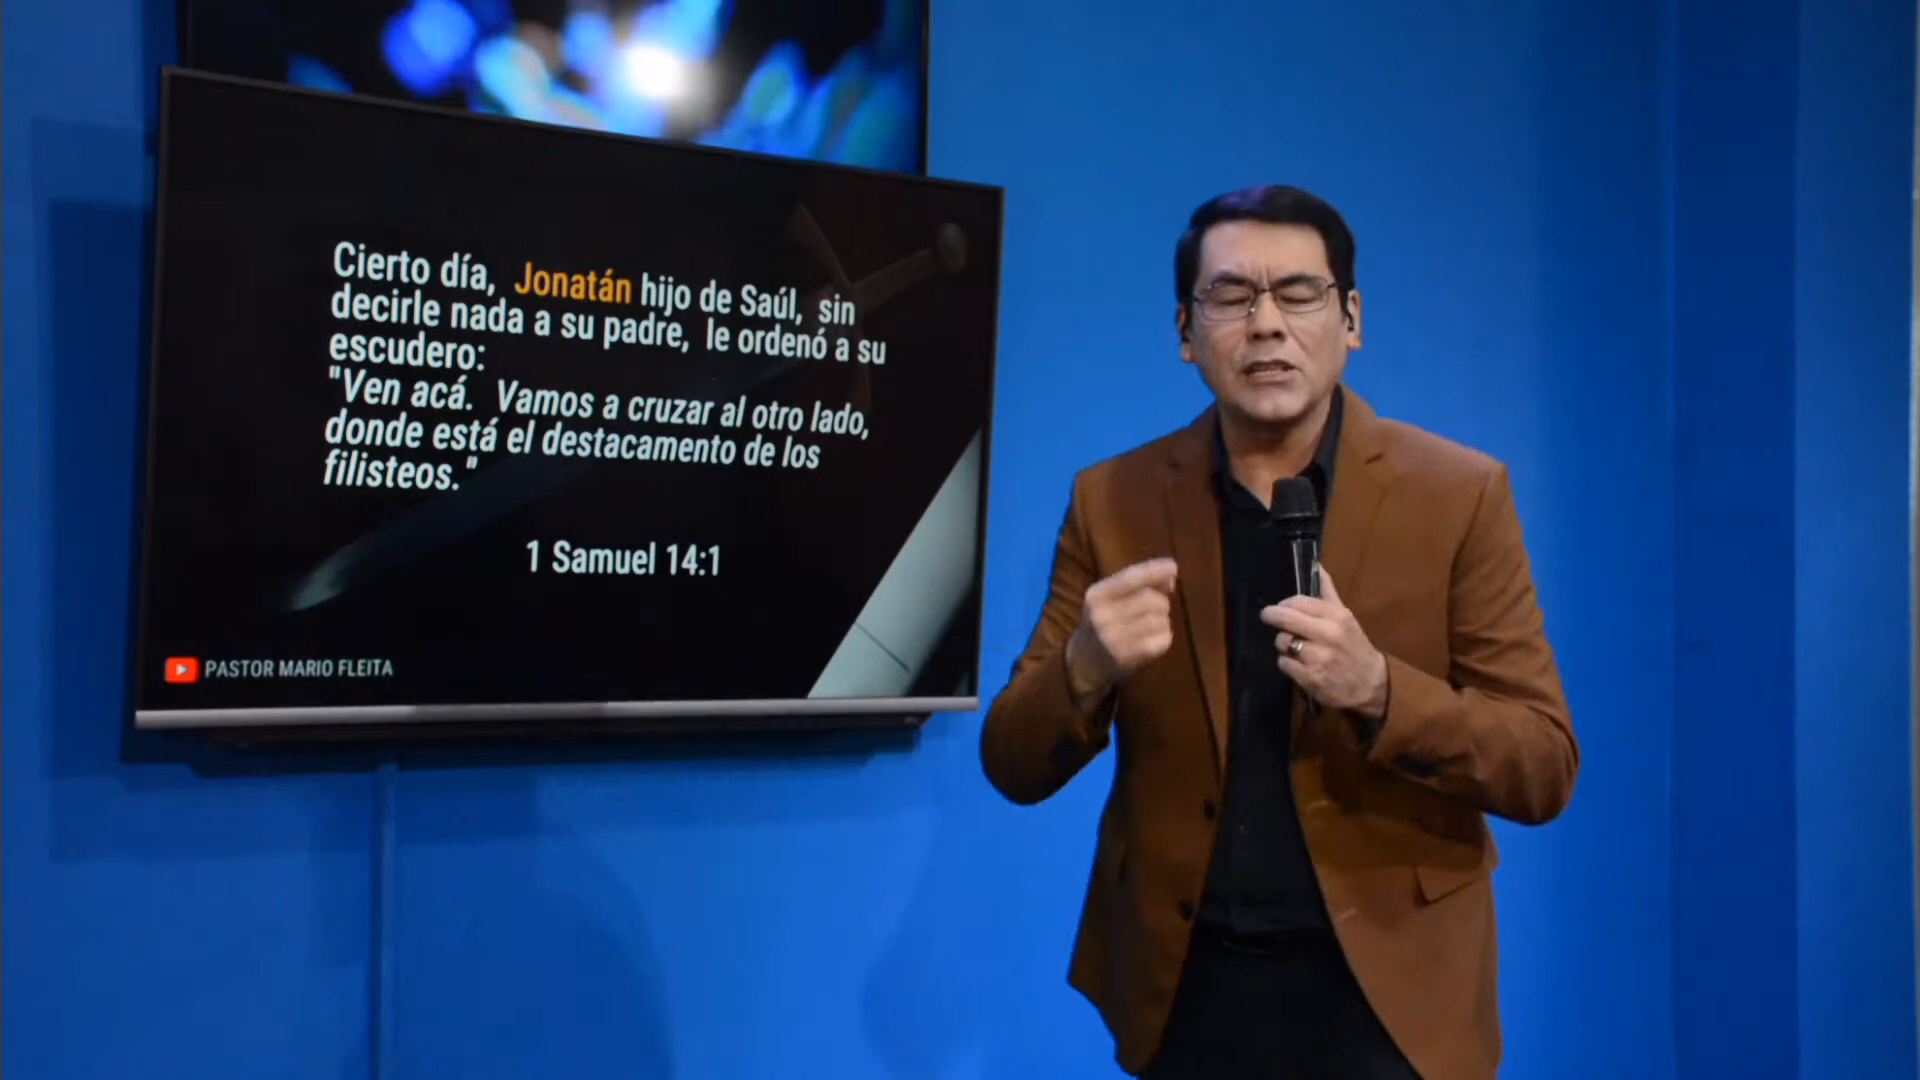 Cierto día, Jonatán hijo de Saúl, sin
decirle nada a su padre, le ordenó a su
escudero:
"Ven acá. Vamos a cruzar al otro lado,
donde está el destacamento de los
filisteos."
1 Samuel 14:1
PASTOR MARIO FLEITA